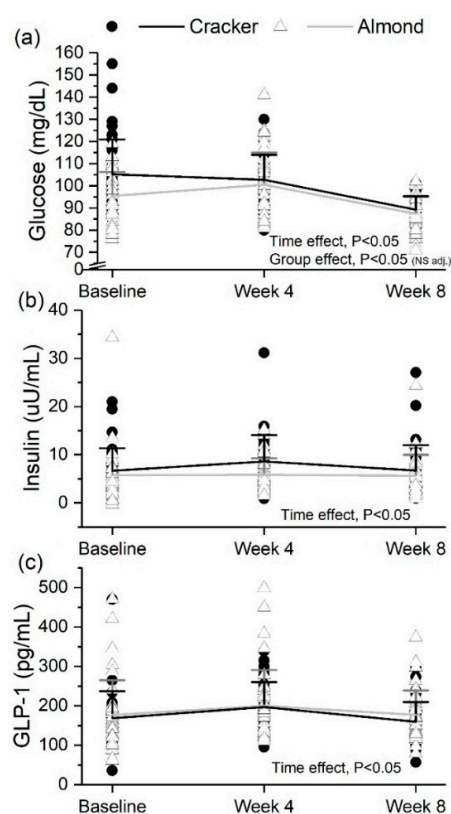 (a)
Cracker
Almond
Glucose (mg/dL)
160
150
140
130
120
110
100
90
80
70
0
Time effect, P<0.05
Group effect, P<0.05 (NS adj.)
Baseline
Week 4
Week 8
(b)
Insulin (uU/mL)
40
30
20
10
0
Time effect, P<0.05
Baseline
Week 4
Week 8
(c)
GLP-1 (pg/mL)
500
400
300
200
100
0
Time effect, P<0.05
Baseline
Week 4
Week 8